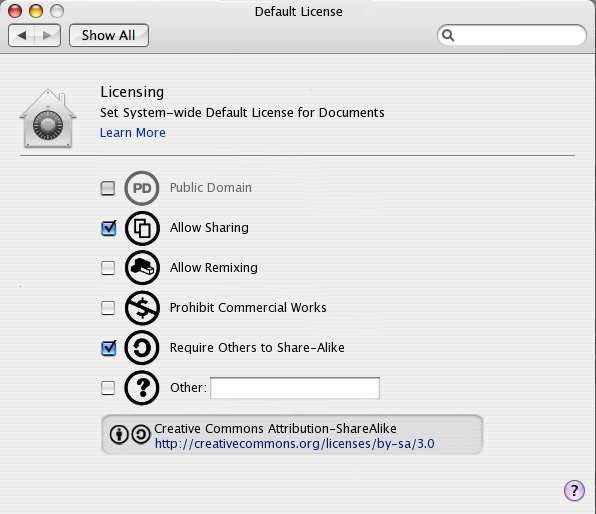 Default License
Show All
Licensing
Set System-wide Default License for Documents
Learn More
PD Public Domain
Allow Sharing
Allow Remixing
$ Prohibit Commercial Works
Require Others to Share-Alike
? Other:
Creative Commons Attribution-ShareAlike
http://creativecommons.org/licenses/by-sa/3.0
?